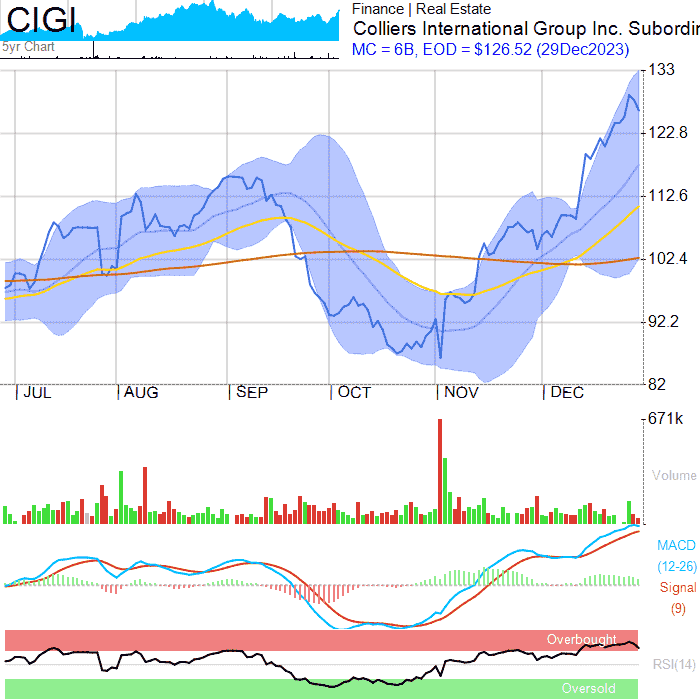 CIGI
5yr Chart
Finance | Real Estate
Colliers International Group Inc. Subordin
MC = 6B, EOD = $126.52 (29Dec2023)
133
122.8
112.6
102.4
92.2
82
JUL AUG SEP OCT NOV DEC
671k
Volume
MACD
(12-26)
Signal
(9)
Overbought
RSI(14)
Oversold